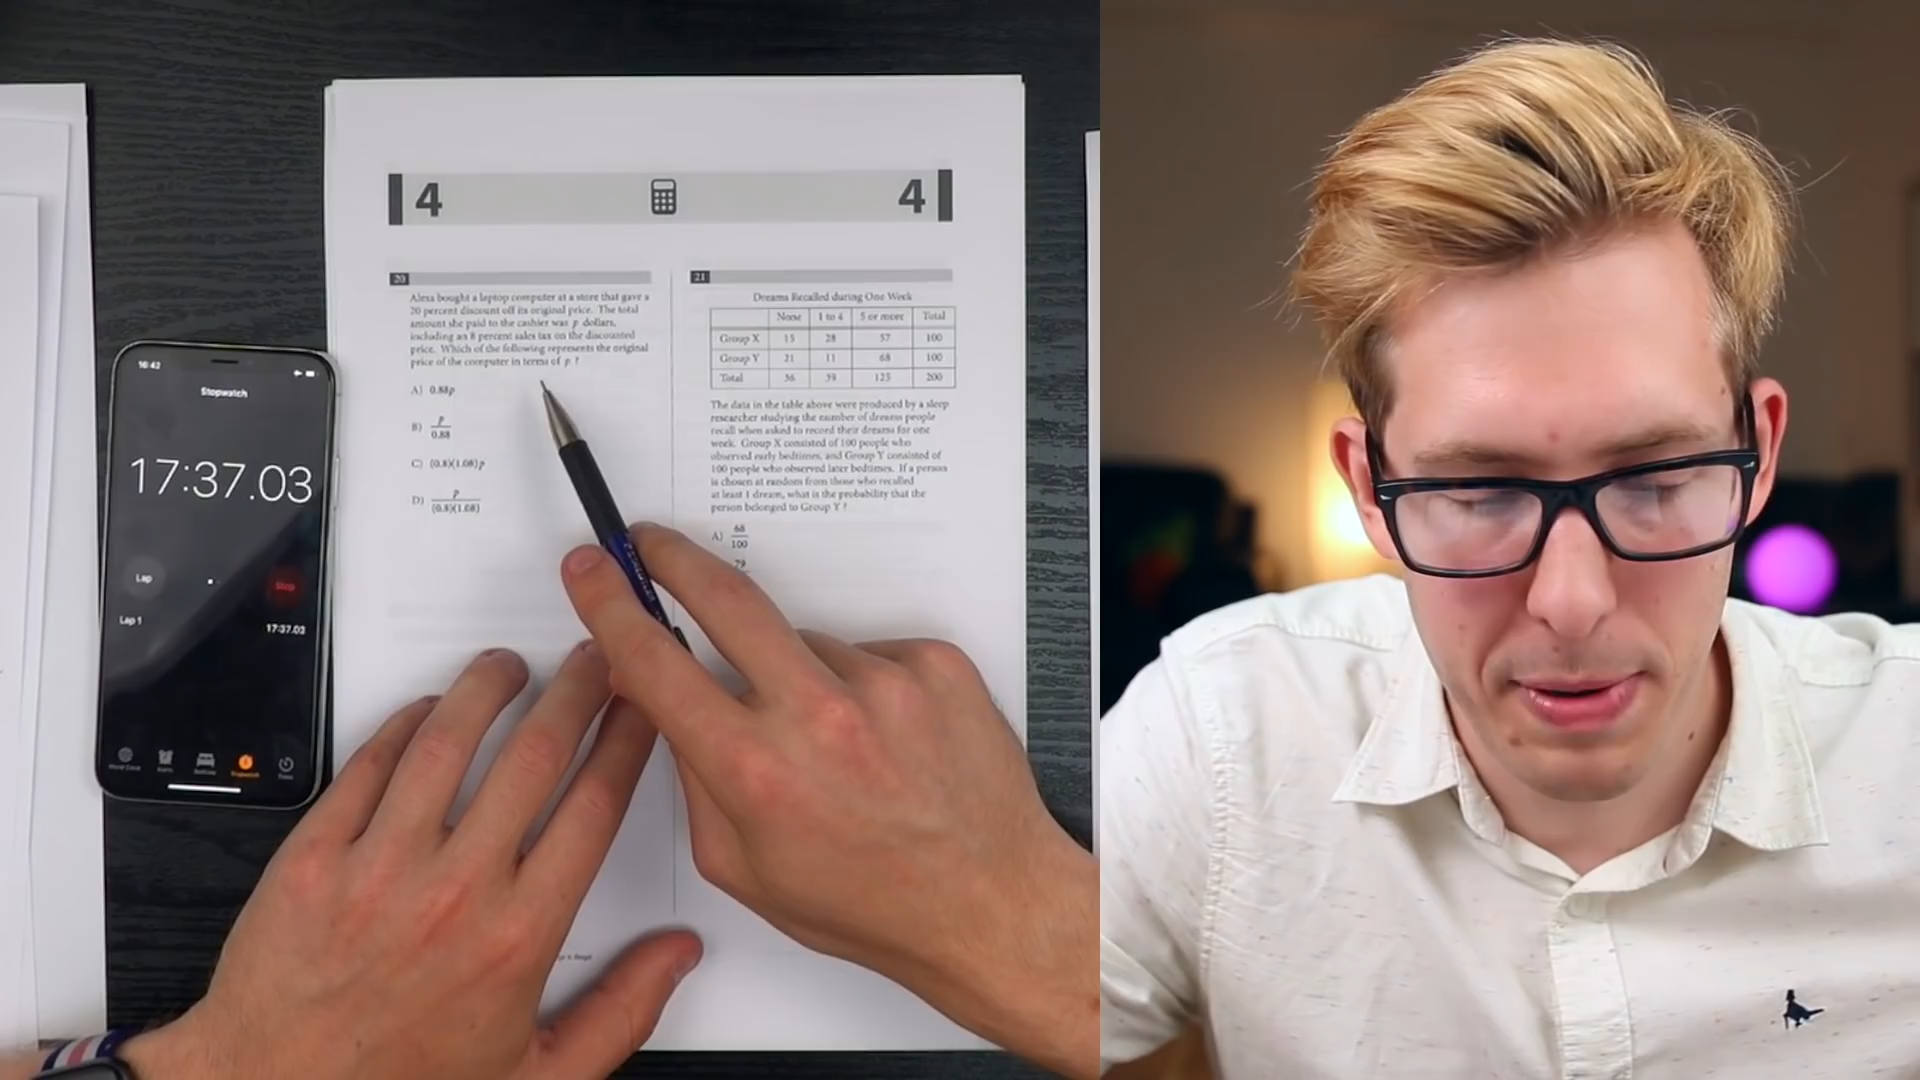 16:42
Stopwatch
17:37.03
Lap
Stop
Lap 1
17:37.03
Stopwatch
4
4
20
Alexa bought a laptop computer at a store that gave a
20 percent discount off its original price. The total
amount she paid to the cashier was p dollars,
including an 8 percent sales tax on the discounted
price. Which of the following represents the original
price of the computer in terms of p ?
A) 0.88p
B) p
0.88
C) (0.8)(1.08)p
D) p
(0.8)(1.08)
21
Dreams Recalled during One Week
None 1 to 4 5 or more Total
Group X 15 28 57 100
Group Y 21 11 68 100
Total 36 39 125 200
The data in the table above were produced by a sleep
researcher studying the number of dreams people
recall when asked to record their dreams for one
week. Group X consisted of 100 people who
observed early bedtimes, and Group Y consisted of
100 people who observed later bedtimes. If a person
is chosen at random from those who recalled
at least 1 dream, what is the probability that the
person belonged to Group Y ?
A) 68
100
79